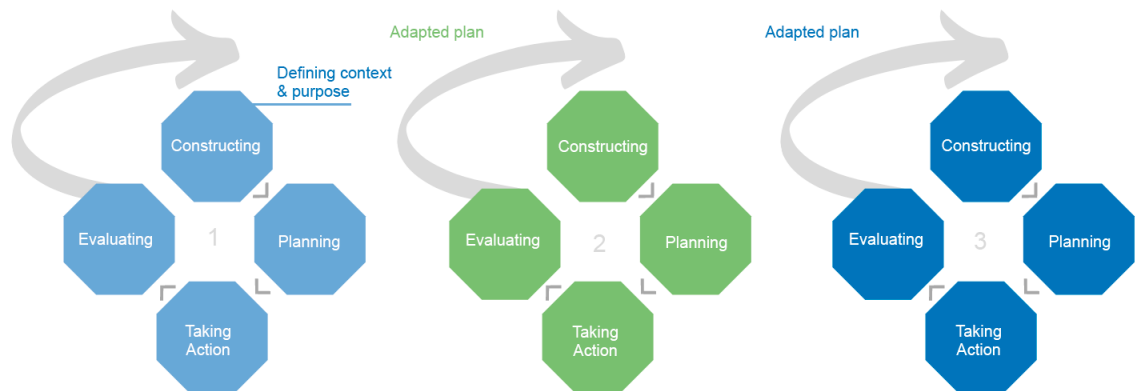 Defining context
& purpose
Constructing
Evaluating
1
Planning
Taking
Action
Adapted plan
Constructing
Evaluating
2
Planning
Taking
Action
Adapted plan
Constructing
Evaluating
3
Planning
Taking
Action